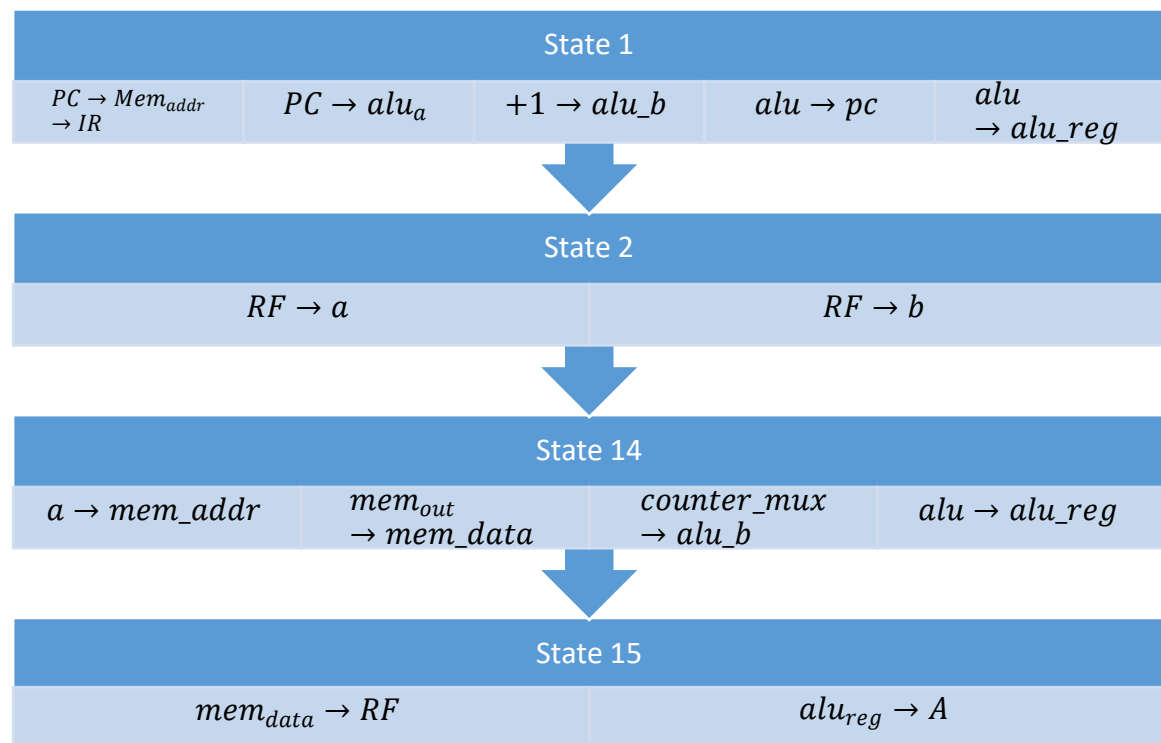 State 1
PC → Mem_addr
→ IR
PC → alu_a
+1 → alu_b
alu → pc
alu
→ alu_reg
State 2
RF → a
RF → b
State 14
a → mem_addr
mem_out
→ mem_data
counter_mux
→ alu_b
alu → alu_reg
State 15
mem_data → RF
alu_reg → A